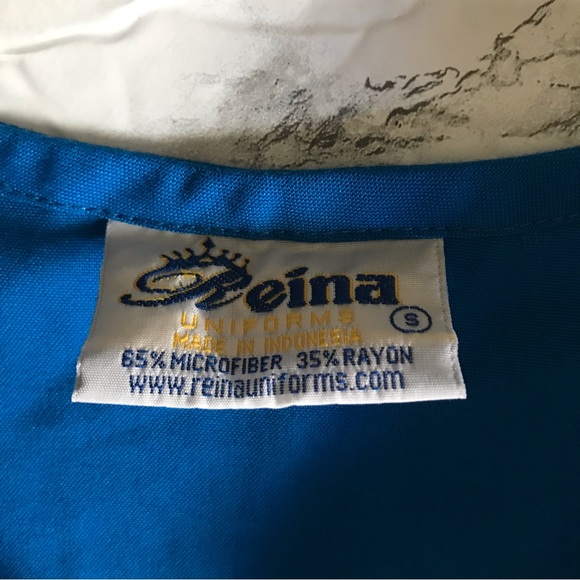 Reina
UNIFORMS
S
MADE IN INDONESIA
65% MICROFIBER 35% RAYON
www.reinauniforms.com